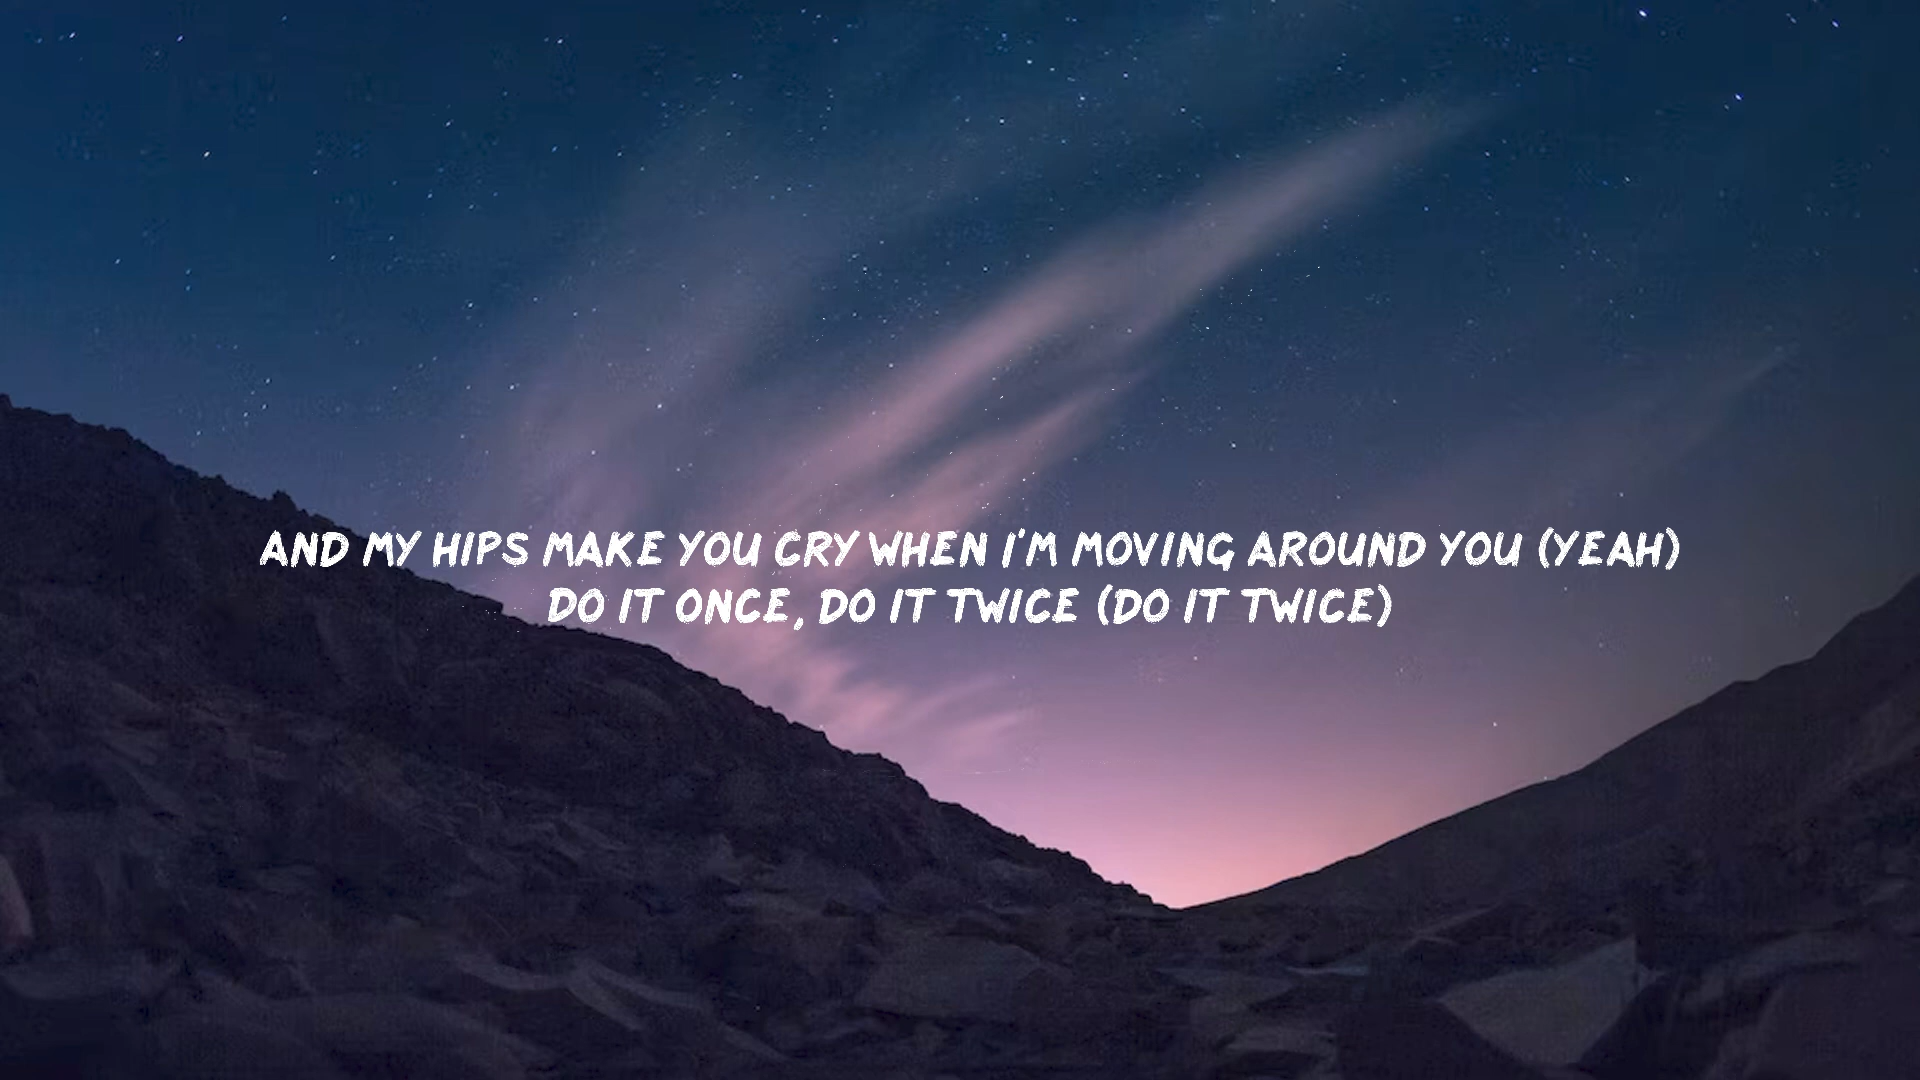 AND MY HIPS MAKE YOU CRY WHEN I'M MOVING AROUND YOU (YEAH)
DO IT ONCE, DO IT TWICE (DO IT TWICE)